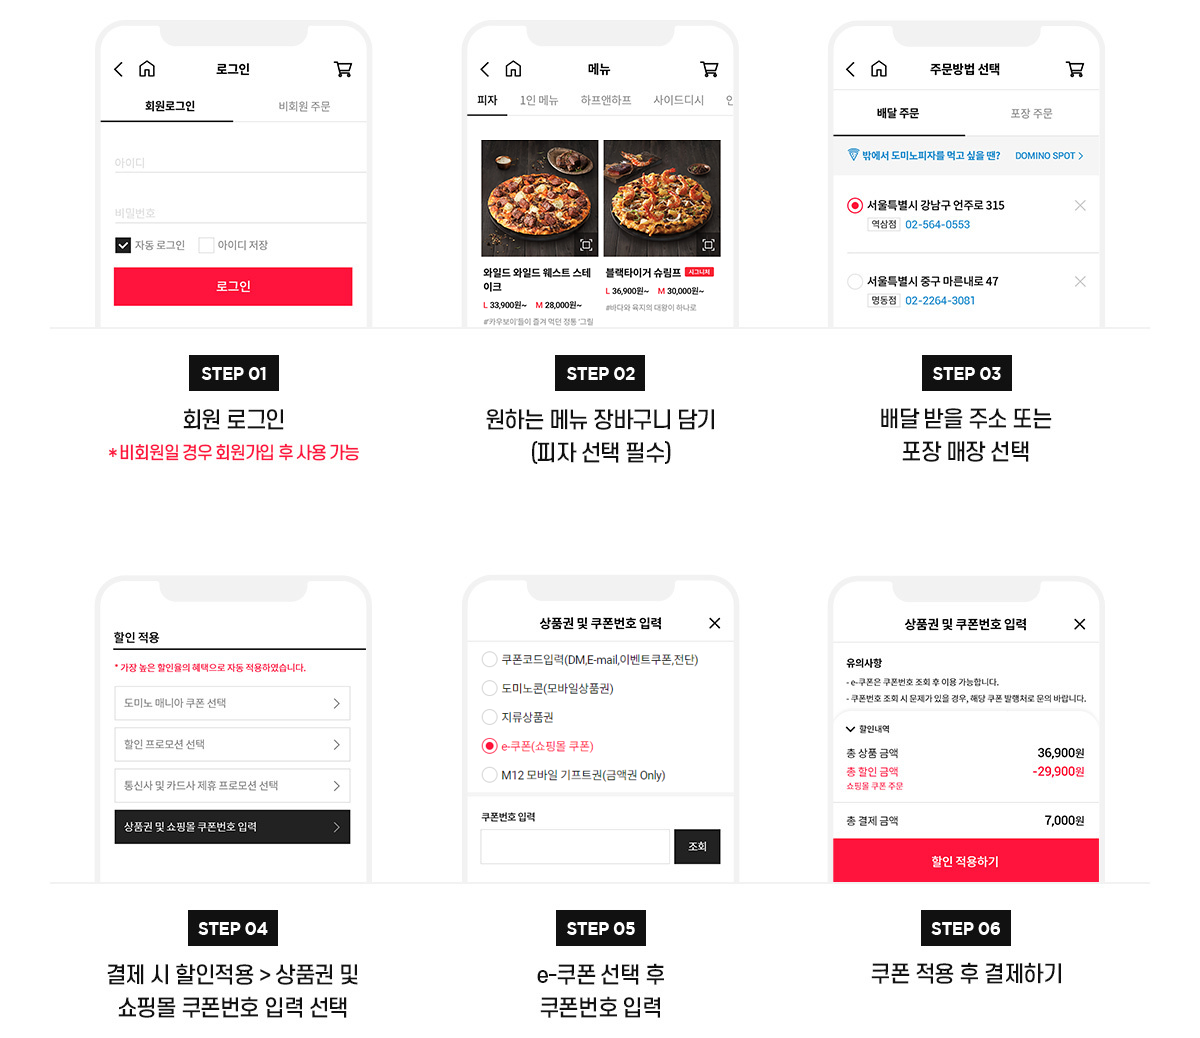 로그인
회원로그인
비회원 주문
아이디
비밀번호
자동 로그인
아이디 저장
로그인
STEP 01
회원 로그인
*비회원일 경우 회원가입 후 사용 가능
메뉴
피자
1인 메뉴
하프앤하프
사이드디시
와일드 와일드 웨스트 스테
이크
L 33,900원~ M 28,000원~
#'카우보이'들이 즐겨 먹던 정통 '그릴
블랙타이거 슈림프 시그니처
L 36,900원~ M 30,000원~
#바다와 육지의 대왕이 하나로
STEP 02
원하는 메뉴 장바구니 담기
(피자 선택 필수)
주문방법 선택
배달 주문
포장 주문
밖에서 도미노피자를 먹고 싶을 땐?
DOMINO SPOT >
서울특별시 강남구 언주로 315
역삼점 02-564-0553
서울특별시 중구 마른내로 47
명동점 02-2264-3081
STEP 03
배달 받을 주소 또는
포장 매장 선택
할인 적용
* 가장 높은 할인율의 혜택으로 자동 적용하였습니다.
도미노 매니아 쿠폰 선택
할인 프로모션 선택
통신사 및 카드사 제휴 프로모션 선택
상품권 및 쇼핑몰 쿠폰번호 입력
STEP 04
결제 시 할인적용 > 상품권 및
쇼핑몰 쿠폰번호 입력 선택
상품권 및 쿠폰번호 입력
쿠폰코드입력(DM,E-mail,이벤트쿠폰,전단)
도미노콘(모바일상품권)
지류상품권
e-쿠폰(쇼핑몰 쿠폰)
M12 모바일 기프트권(금액권 Only)
쿠폰번호 입력
조회
STEP 05
e-쿠폰 선택 후
쿠폰번호 입력
상품권 및 쿠폰번호 입력
유의사항
- e-쿠폰은 쿠폰번호 조회 후 이용 가능합니다.
- 쿠폰번호 조회 시 문제가 있을 경우, 해당 쿠폰 발행처로 문의 바랍니다.
할인내역
총 상품 금액 36,900원
총 할인 금액 -29,900원
쇼핑몰 쿠폰 주문
총 결제 금액 7,000원
할인 적용하기
STEP 06
쿠폰 적용 후 결제하기